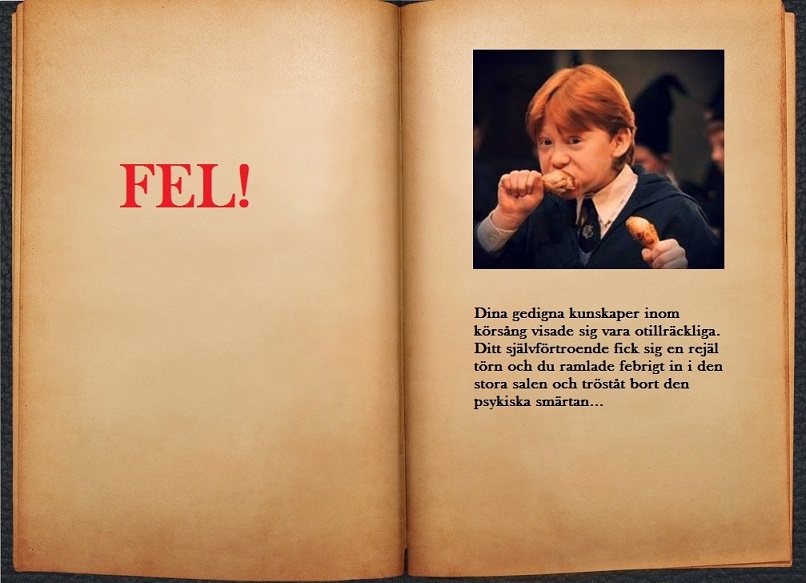 FEL!
Dina gedigna kunskaper inom
körsång visade sig vara otillräckliga.
Ditt självförtroende fick sig en rejäl
törn och du ramlade febrigt in i den
stora salen och tröståt bort den
psykiska smärtan...